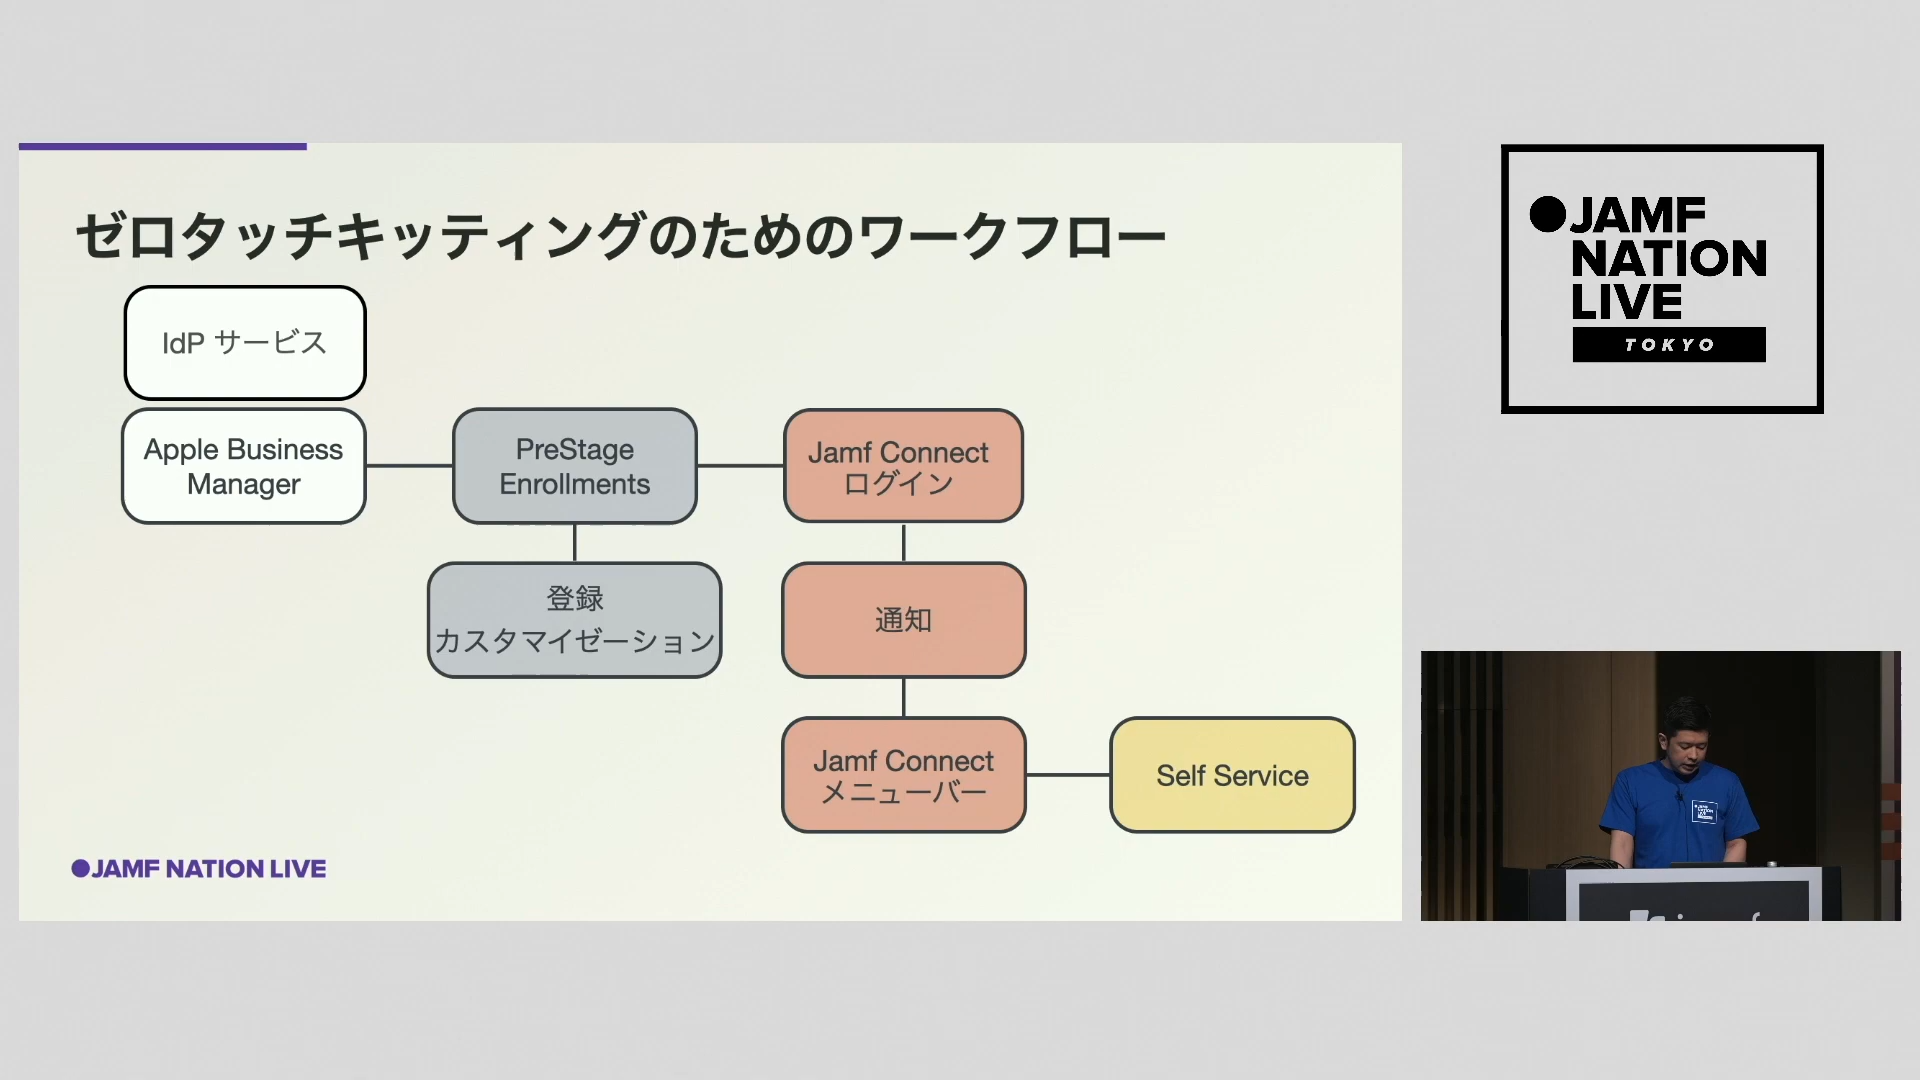 ゼロタッチキッティングのためのワークフロー
IdP サービス
Apple Business
Manager
PreStage
Enrollments
登録
カスタマイゼーション
Jamf Connect
ログイン
通知
Jamf Connect
メニューバー
Self Service
JAMF NATION LIVE
JAMF
NATION
LIVE
TOKYO
JAMF
NATION
LIVE